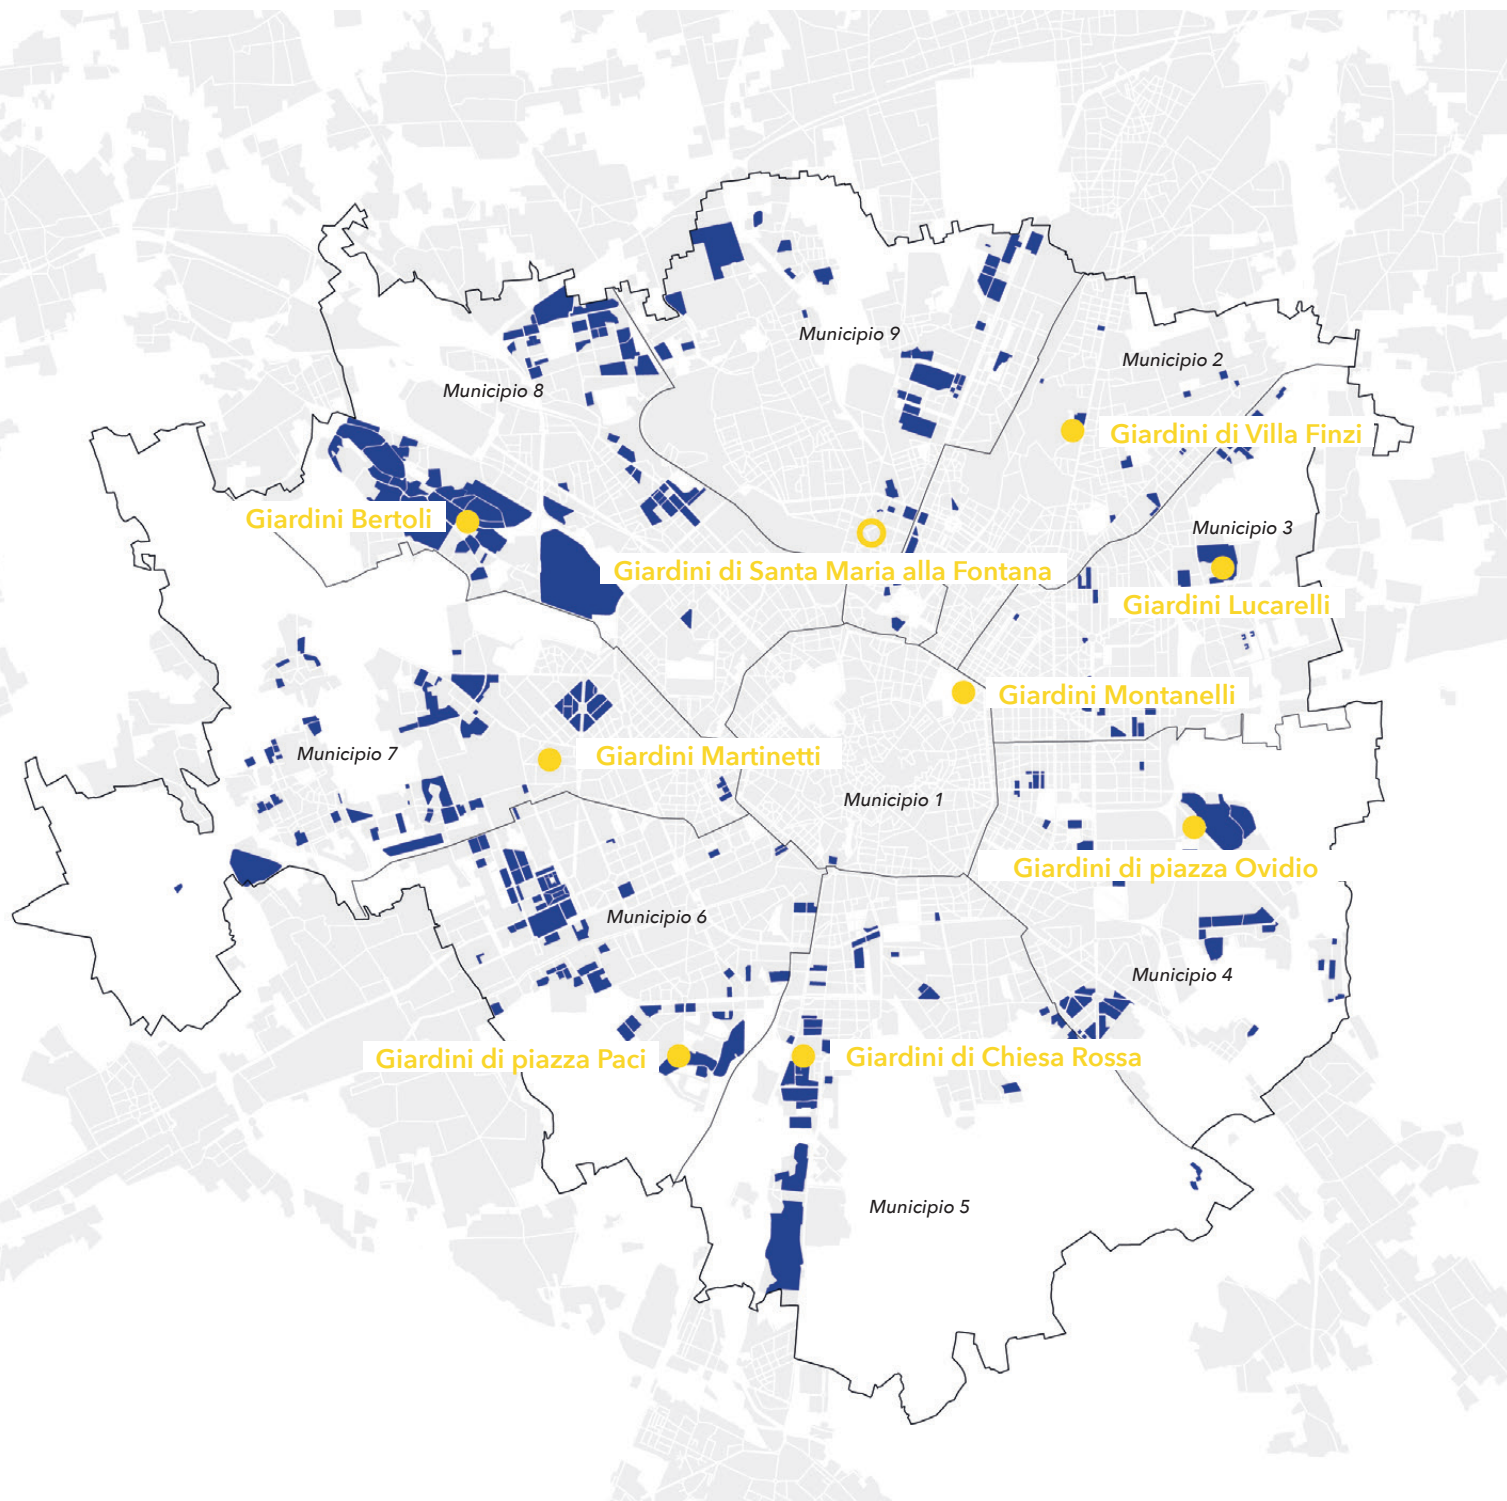 Municipio 9
Municipio 2
Municipio 8
Giardini di Villa Finzi
Giardini Bertoli
Municipio 3
Giardini di Santa Maria alla Fontana
Giardini Lucarelli
Giardini Montanelli
Municipio 7
Giardini Martinetti
Municipio 1
Giardini di piazza Ovidio
Municipio 6
Municipio 4
Giardini di piazza Paci
Giardini di Chiesa Rossa
Municipio 5